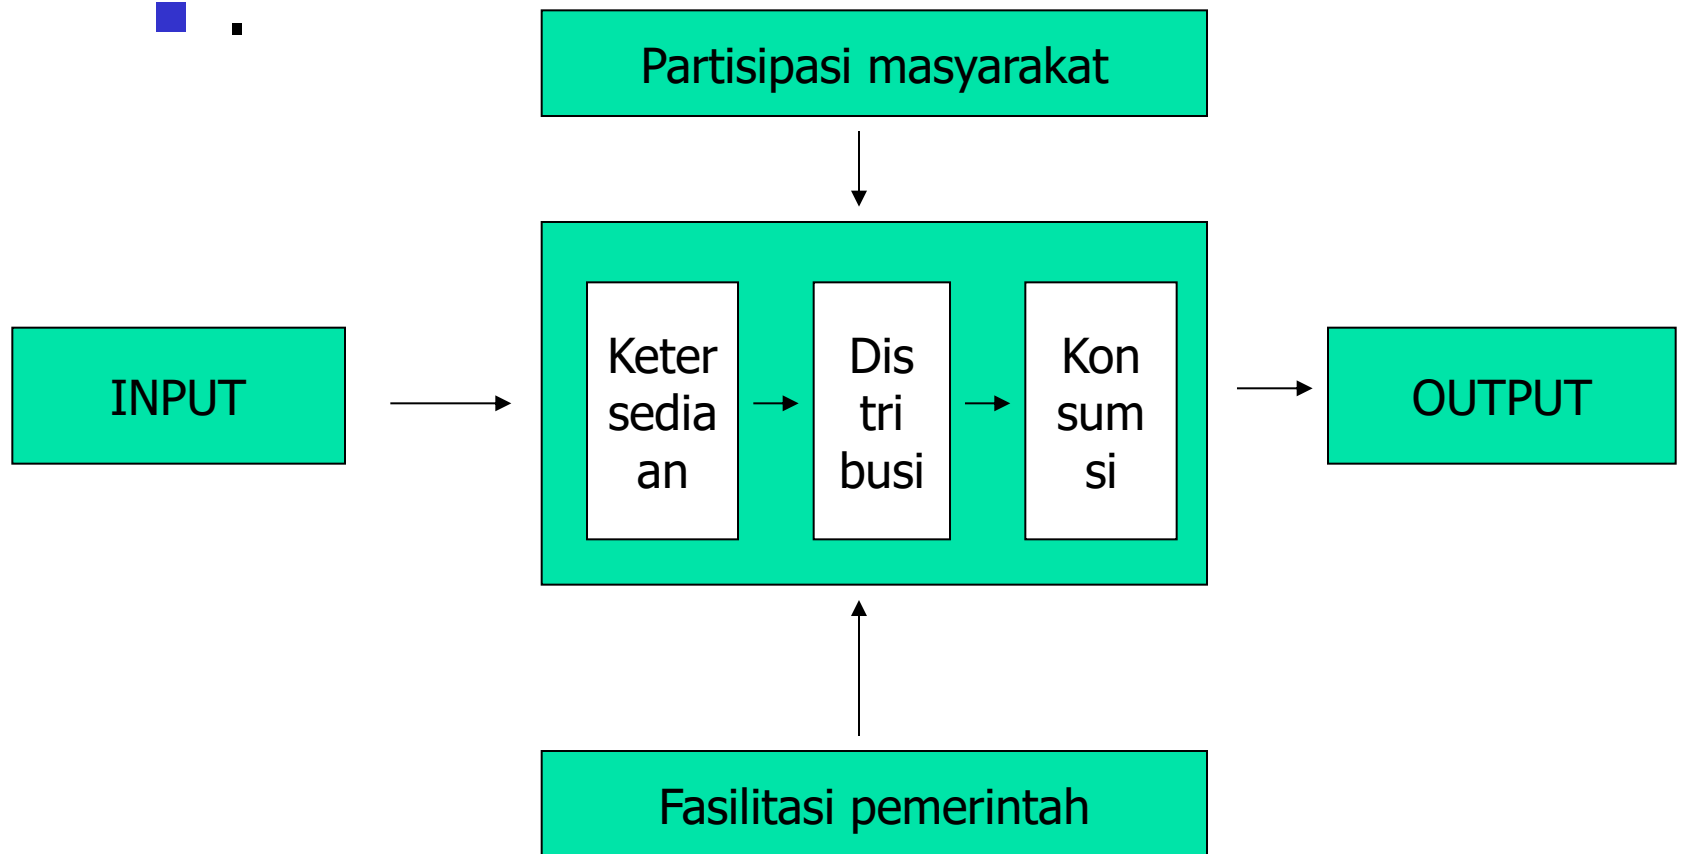 Partisipasi masyarakat
INPUT
Keter
sedia
an
Dis
tri
busi
Kon
sum
si
OUTPUT
Fasilitasi pemerintah